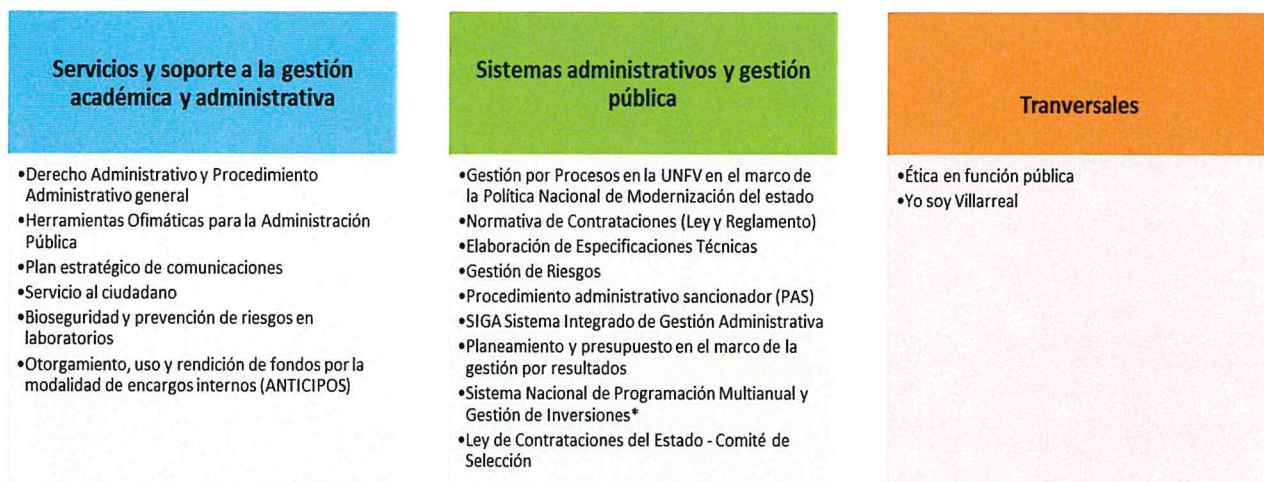 Servicios y soporte a la gestión
académica y administrativa
•Derecho Administrativo y Procedimiento
Administrativo general
•Herramientas Ofimáticas para la Administración
Pública
•Plan estratégico de comunicaciones
•Servicio al ciudadano
•Bioseguridad y prevención de riesgos en
laboratorios
•Otorgamiento, uso y rendición de fondos por la
modalidad de encargos internos (ANTICIPOS)
Sistemas administrativos y gestión
pública
•Gestión por Procesos en la UNFV en el marco de
la Política Nacional de Modernización del estado
•Normativa de Contrataciones (Ley y Reglamento)
•Elaboración de Especificaciones Técnicas
•Gestión de Riesgos
•Procedimiento administrativo sancionador (PAS)
•SIGA Sistema Integrado de Gestión Administrativa
•Planeamiento y presupuesto en el marco de la
gestión por resultados
•Sistema Nacional de Programación Multianual y
Gestión de Inversiones*
•Ley de Contrataciones del Estado - Comité de
Selección
Tranversales
•Ética en función pública
•Yo soy Villarreal